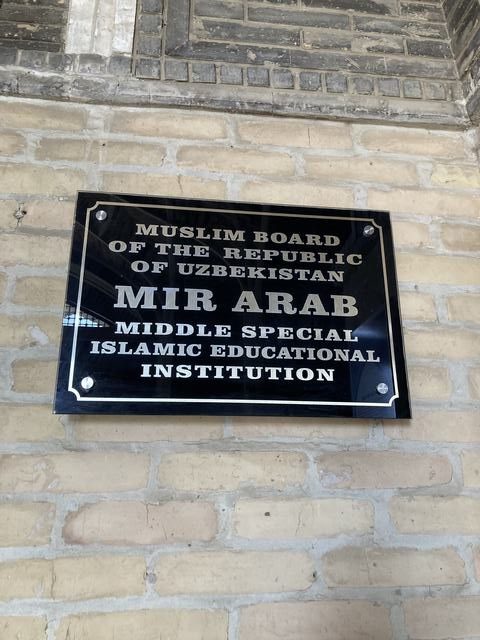 MUSLIM BOARD
OF THE REPUBLIC
OF UZBEKISTAN
MIR ARAB
MIDDLE SPECIAL
ISLAMIC EDUCATIONAL
INSTITUTION